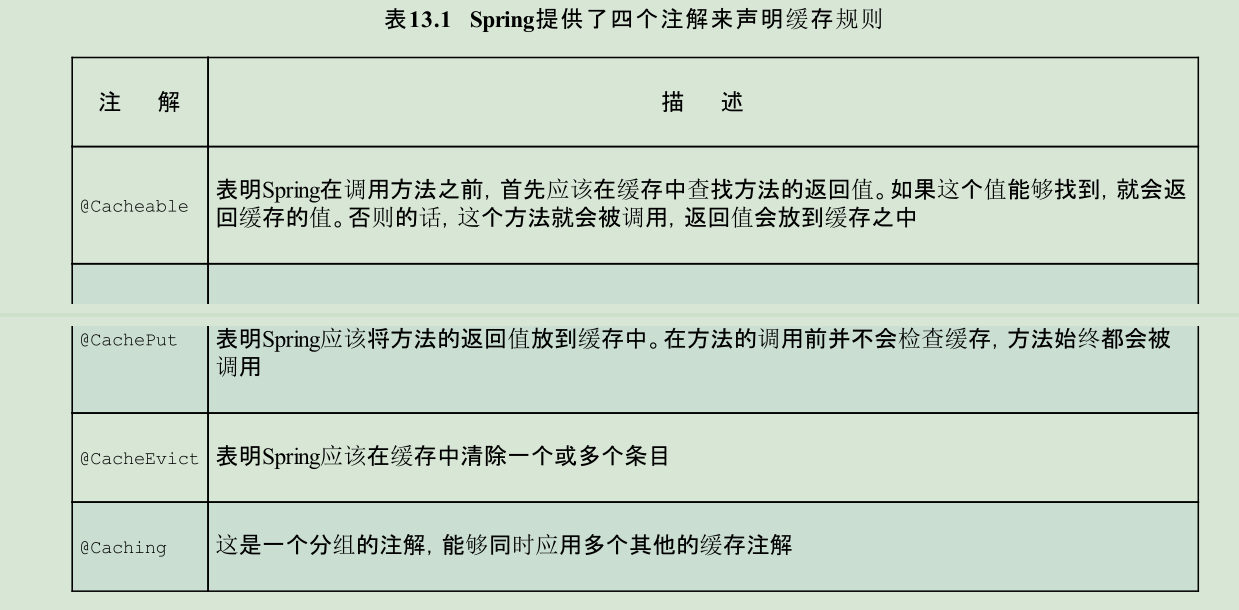 表13.1 Spring提供了四个注解来声明缓存规则
注 解
描 述
@Cacheable
表明Spring在调用方法之前，首先应该在缓存中查找方法的返回值。如果这个值能够找到，就会返
回缓存的值。否则的话，这个方法就会被调用，返回值会放到缓存之中
@CachePut
表明Spring应该将方法的返回值放到缓存中。在方法的调用前并不会检查缓存，方法始终都会被
调用
@CacheEvict
表明Spring应该在缓存中清除一个或多个条目
@Caching
这是一个分组的注解，能够同时应用多个其他的缓存注解